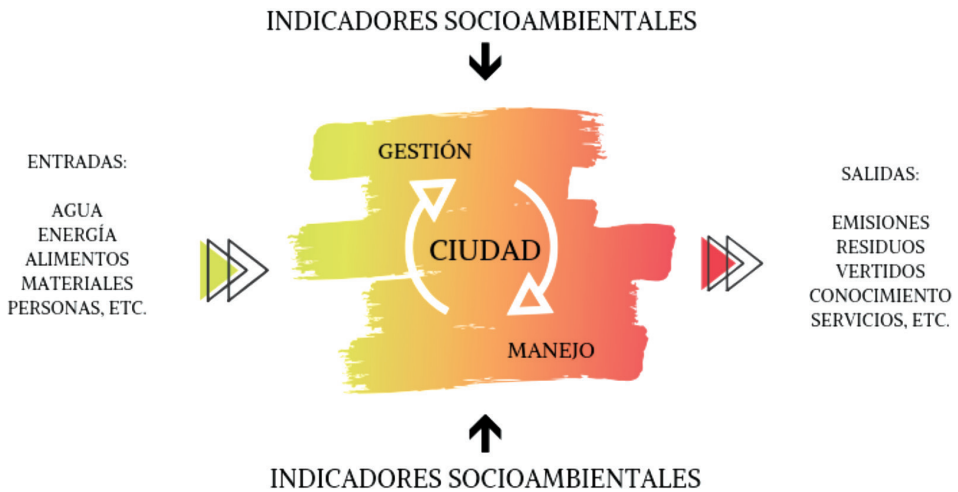 INDICADORES SOCIOAMBIENTALES
ENTRADAS:
AGUA
ENERGÍA
ALIMENTOS
MATERIALES
PERSONAS, ETC.
GESTIÓN
CIUDAD
MANEJO
SALIDAS:
EMISIONES
RESIDUOS
VERTIDOS
CONOCIMIENTO
SERVICIOS, ETC.
INDICADORES SOCIOAMBIENTALES